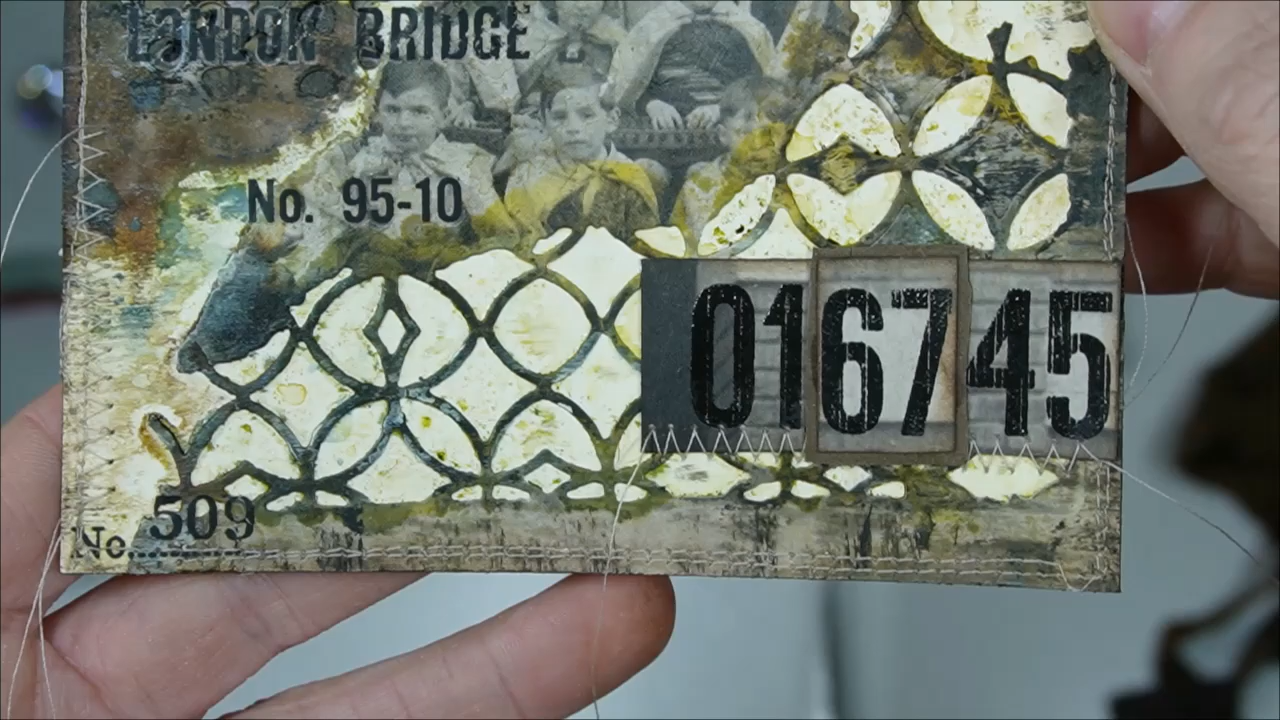 LONDON BRIDGE
No. 95-10
016745
509
No.........